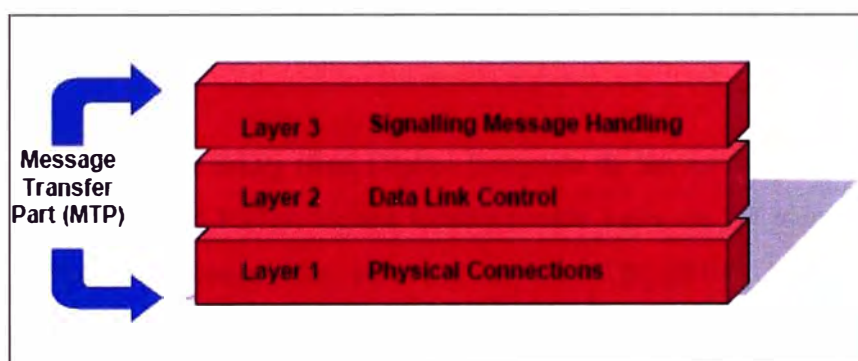 Layer 3 Signalling Message Handling
Message
Transfer
Part (MTP)
Layer 2 Data Link Control
Layer 1 Physical Connections